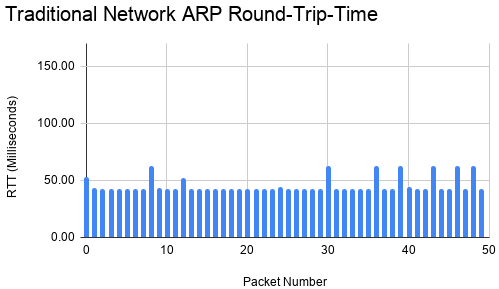 Traditional Network ARP Round-Trip-Time
RTT (Milliseconds)
150.00
100.00
50.00
0.00
0 10 20 30 40 50
Packet Number